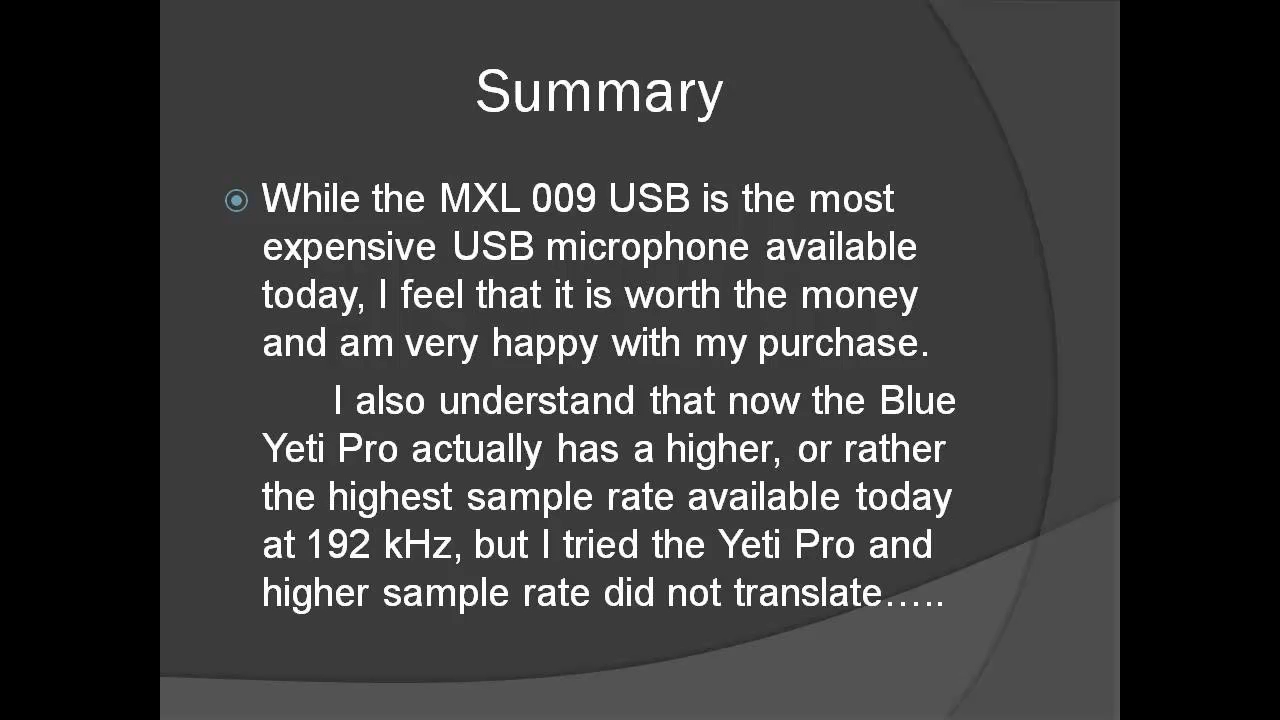 Summary
While the MXL 009 USB is the most
expensive USB microphone available
today, I feel that it is worth the money
and am very happy with my purchase.
I also understand that now the Blue
Yeti Pro actually has a higher, or rather
the highest sample rate available today
at 192 kHz, but I tried the Yeti Pro and
higher sample rate did not translate…..